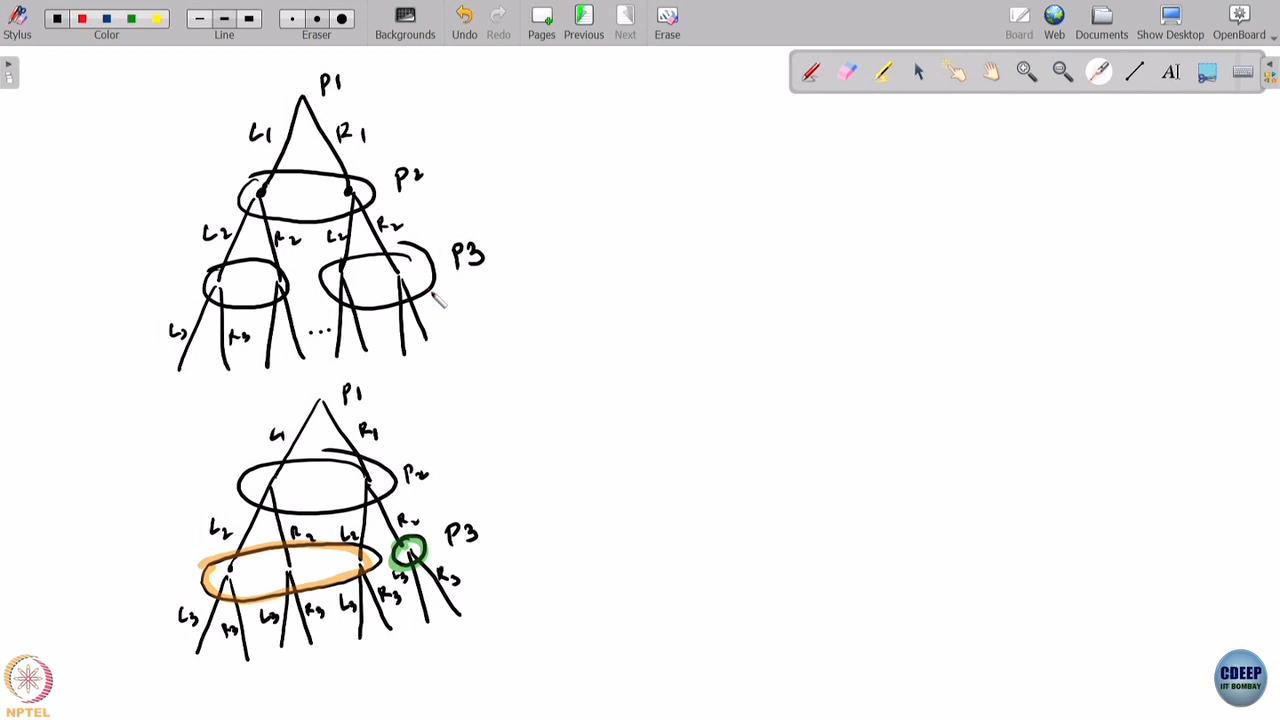 Stylus Color Line Eraser Backgrounds Undo Redo Pages Previous Next Erase Board Web Documents Show Desktop OpenBoard
P1
L1 R1
P2
L2 R2 L2 R2
P3
L3 R3 ...
P1
L1 R1
P2
L2 R2 L2 R2
P3
L3 R3 L3 R3 L3 R3 L3 R3
NPTEL
CDEEP
IIT BOMBAY